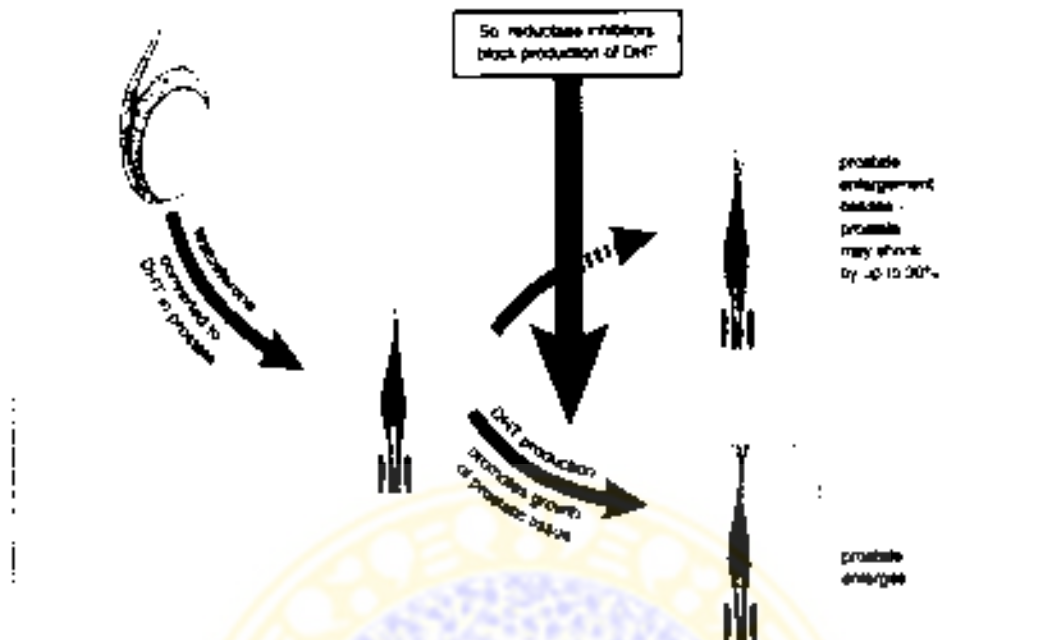 5α reductase inhibitors
block production of DHT
prostate
enlargement
ceases -
prostate
may shrink
by up to 30%
testosterone
converted to
DHT in prostate
DHT production
promotes growth
of prostatic tissue
prostate
enlarges